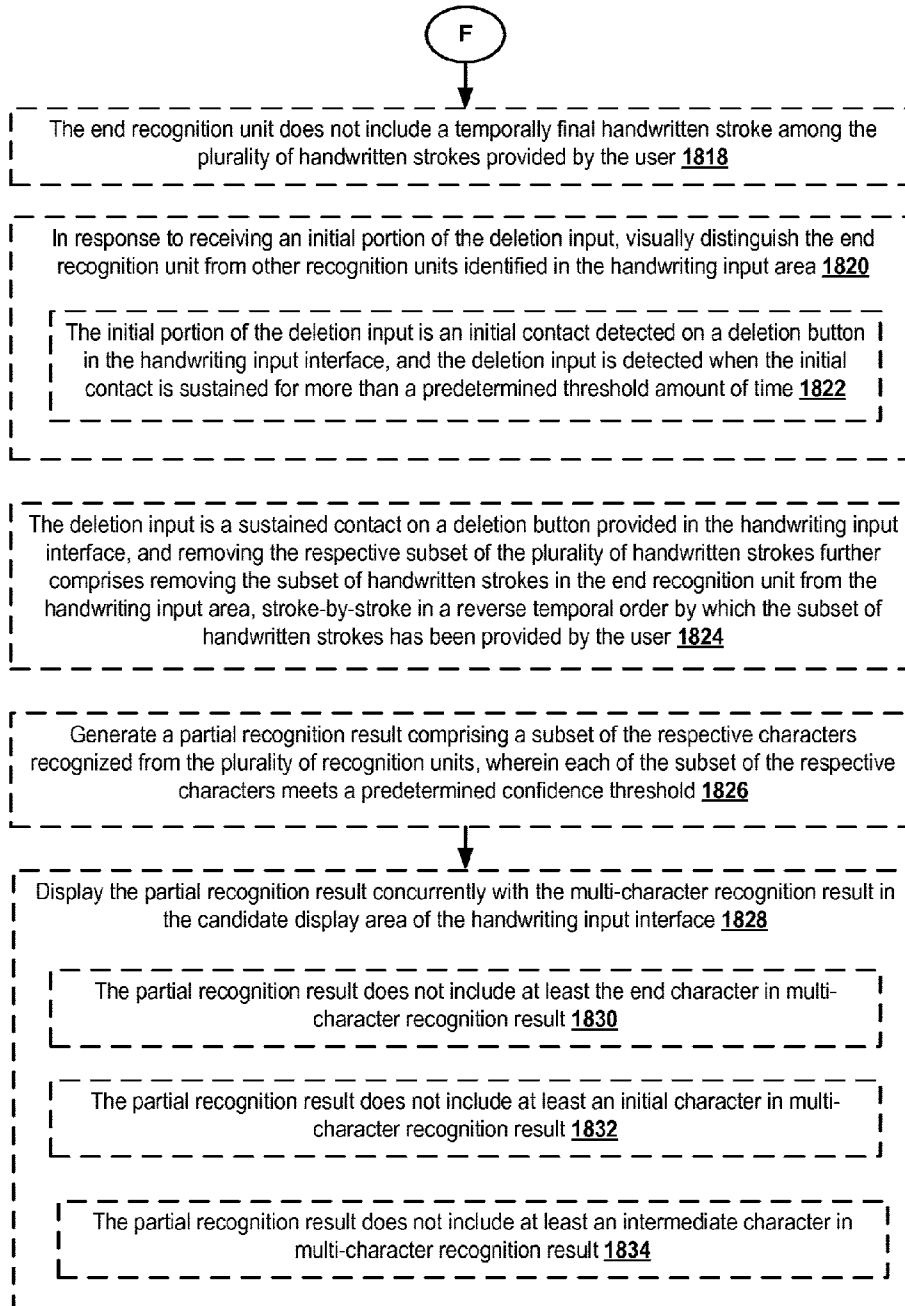 F
The end recognition unit does not include a temporally final handwritten stroke among the
plurality of handwritten strokes provided by the user 1818
In response to receiving an initial portion of the deletion input, visually distinguish the end
recognition unit from other recognition units identified in the handwriting input area 1820
The initial portion of the deletion input is an initial contact detected on a deletion button
in the handwriting input interface, and the deletion input is detected when the initial
contact is sustained for more than a predetermined threshold amount of time 1822
The deletion input is a sustained contact on a deletion button provided in the handwriting input
interface, and removing the respective subset of the plurality of handwritten strokes further
comprises removing the subset of handwritten strokes in the end recognition unit from the
handwriting input area, stroke-by-stroke in a reverse temporal order by which the subset of
handwritten strokes has been provided by the user 1824
Generate a partial recognition result comprising a subset of the respective characters
recognized from the plurality of recognition units, wherein each of the subset of the respective
characters meets a predetermined confidence threshold 1826
Display the partial recognition result concurrently with the multi-character recognition result in
the candidate display area of the handwriting input interface 1828
The partial recognition result does not include at least the end character in multi-
character recognition result 1830
The partial recognition result does not include at least an initial character in multi-
character recognition result 1832
The partial recognition result does not include at least an intermediate character in
multi-character recognition result 1834